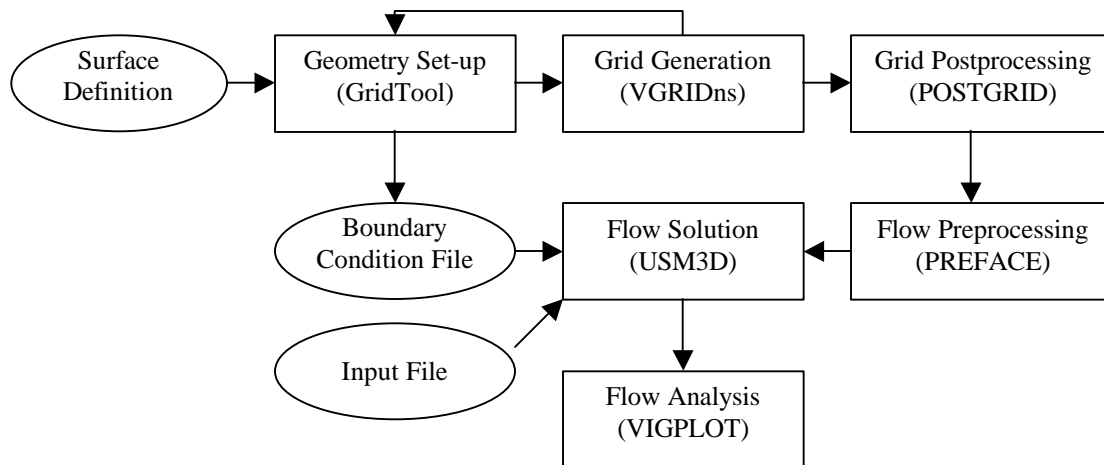 Surface
Definition
Geometry Set-up
(GridTool)
Grid Generation
(VGRIDns)
Grid Postprocessing
(POSTGRID)
Boundary
Condition File
Flow Solution
(USM3D)
Flow Preprocessing
(PREFACE)
Input File
Flow Analysis
(VIGPLOT)